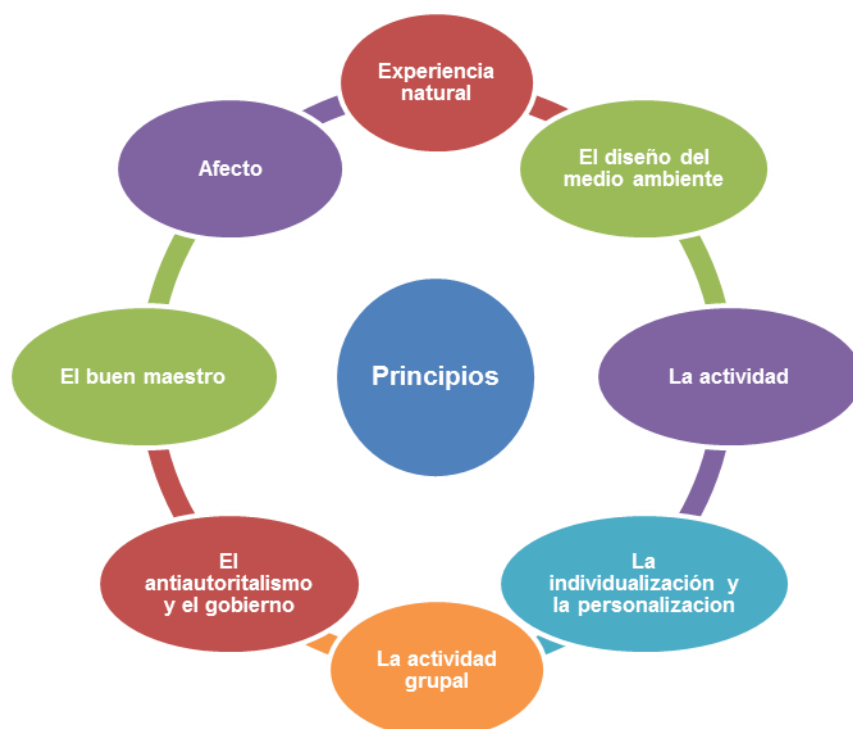 Experiencia
natural
El diseño del
medio ambiente
La actividad
La
individualización y
la personalizacion
La actividad
grupal
El
antiautoritalismo
y el gobierno
El buen maestro
Afecto
Principios